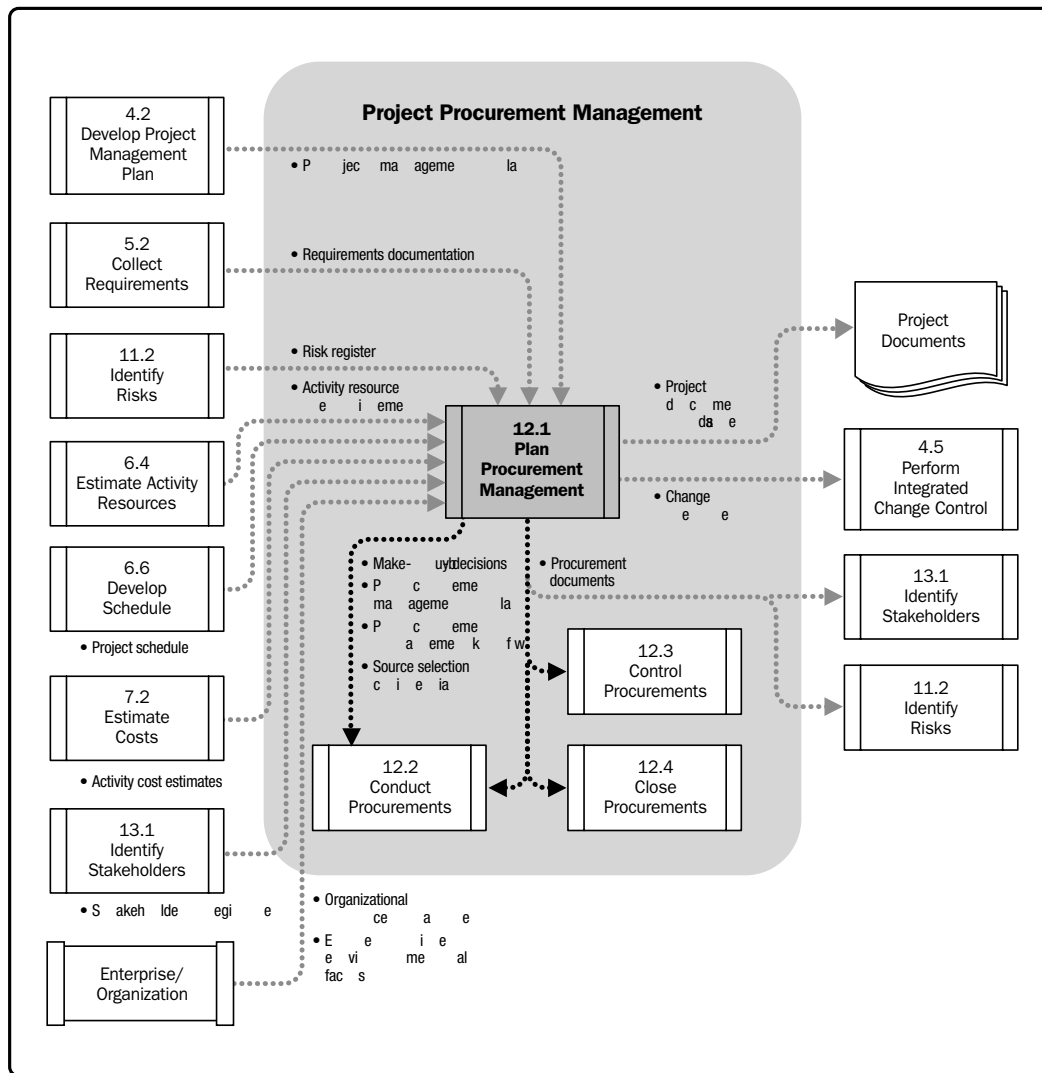 Project Procurement Management
4.2
Develop Project
Management
Plan
5.2
Collect
Requirements
11.2
Identify
Risks
6.4
Estimate Activity
Resources
6.6
Develop
Schedule
• Project schedule
7.2
Estimate
Costs
• Activity cost estimates
13.1
Identify
Stakeholders
Enterprise/
Organization
• Requirements documentation
• Risk register
• Activity resource
12.1
Plan
Procurement
Management
• Project
• Change
• Make-
decisions
• Procurement
documents
• Source selection
12.2
Conduct
Procurements
12.3
Control
Procurements
12.4
Close
Procurements
• Organizational
Project
Documents
4.5
Perform
Integrated
Change Control
13.1
Identify
Stakeholders
11.2
Identify
Risks